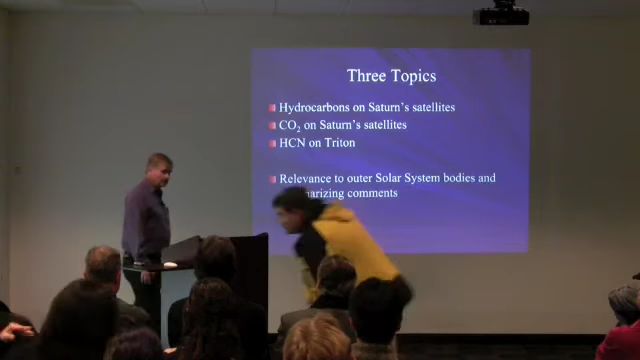 Three Topics
Hydrocarbons on Saturn's satellites
CO₂ on Saturn's satellites
HCN on Triton
Relevance to outer Solar System bodies and
comments